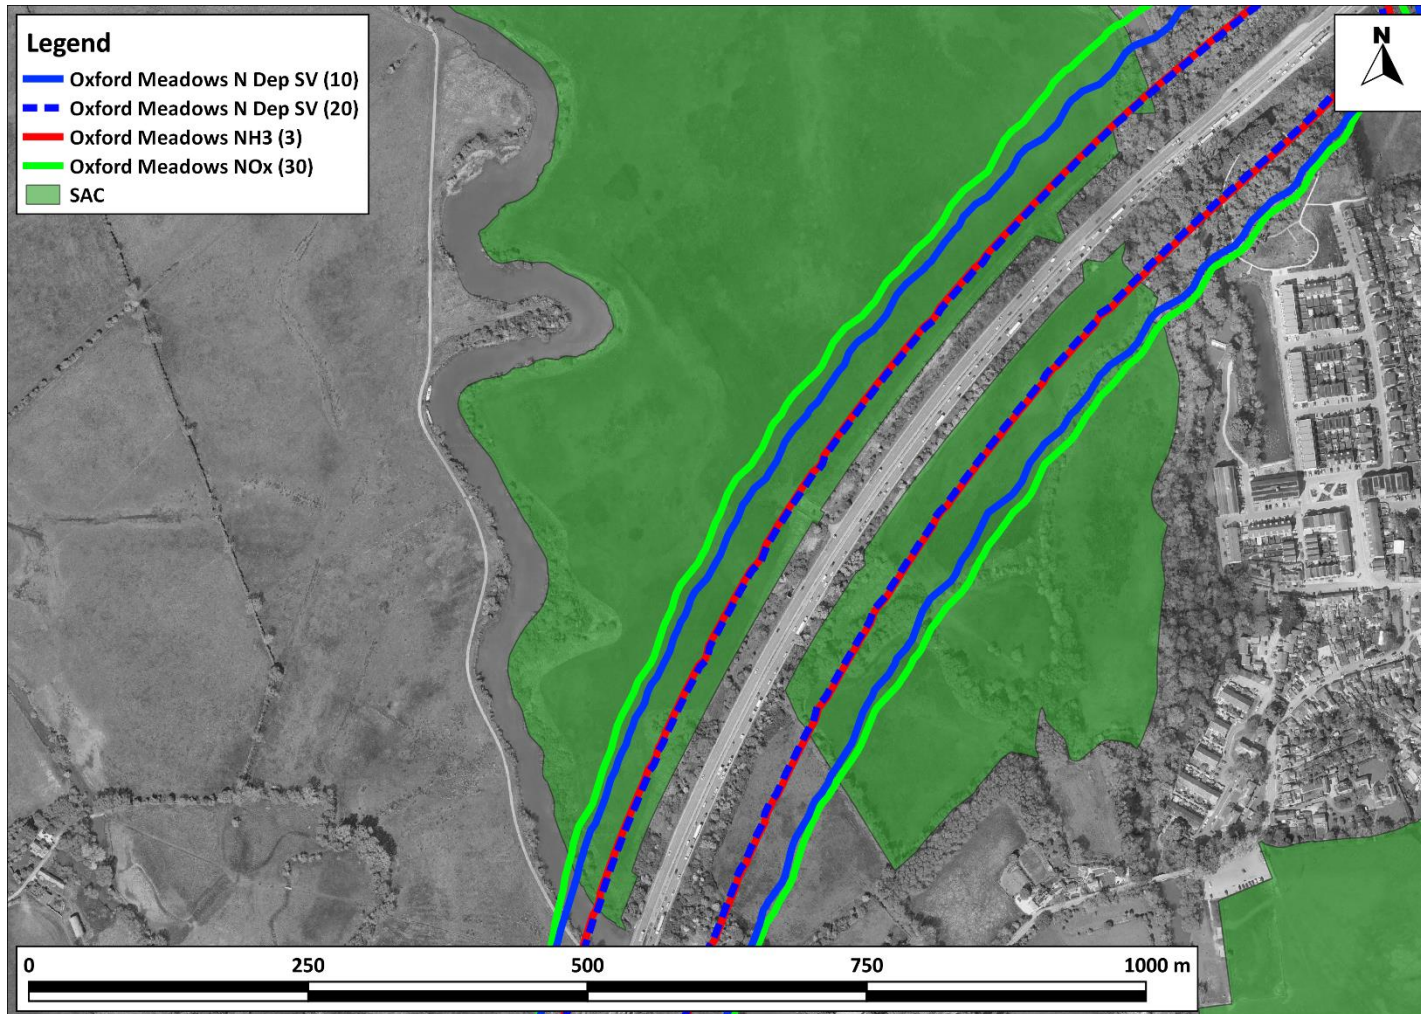 Legend
Oxford Meadows N Dep SV (10)
Oxford Meadows N Dep SV (20)
Oxford Meadows NH3 (3)
Oxford Meadows NOx (30)
SAC
N
0 250 500 750 1000 m